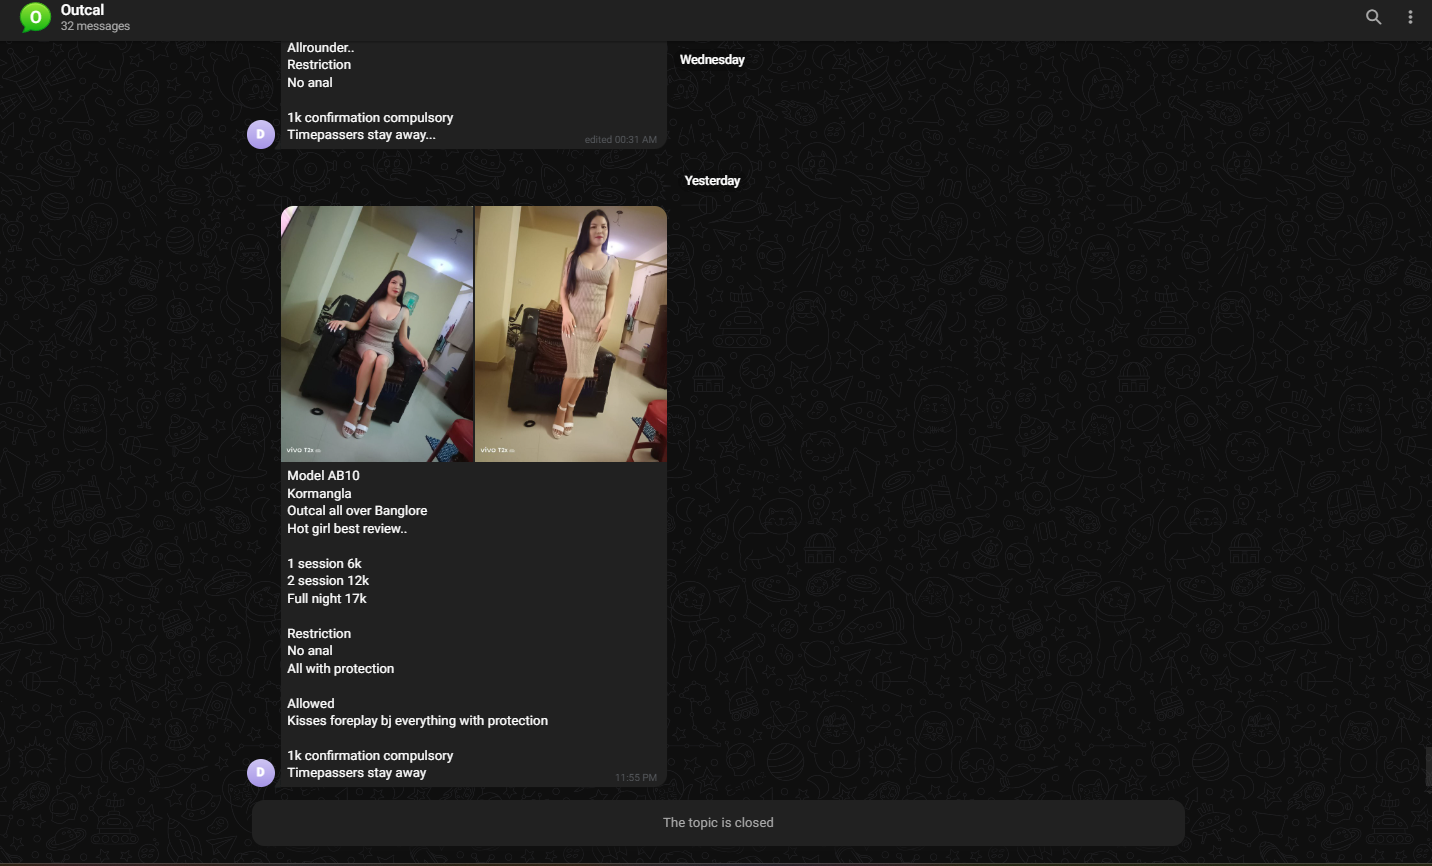 O
Outcal
32 messages
Allrounder..
Restriction
No anal
1k confirmation compulsory
Timepassers stay away...
edited 00:31 AM
D
Wednesday
Yesterday
vivo T2x
vivo T2x
Model AB10
Kormangla
Outcal all over Banglore
Hot girl best review..
1 session 6k
2 session 12k
Full night 17k
Restriction
No anal
All with protection
Allowed
Kisses foreplay bj everything with protection
1k confirmation compulsory
Timepassers stay away
11:55 PM
D
The topic is closed